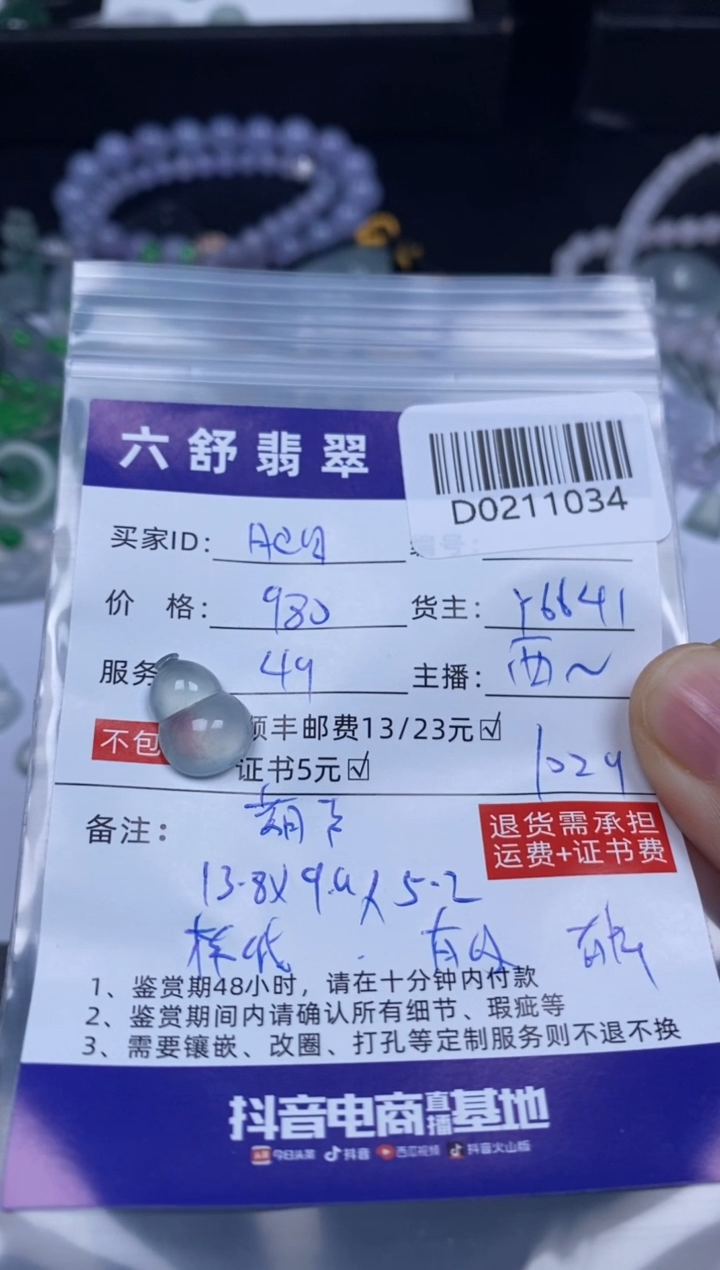 六舒翡翠
D0211034
买家ID:
编号:
价 格: 980 货主: Y6641
服务 49 主播: 西~
不包 顺丰邮费13/23元☑
证书5元☑ 1029
备注: 葫芦
退货需承担
运费+证书费
13.8X9.4X5.2
1、鉴赏期48小时,请在十分钟内付款
2、鉴赏期间内请确认所有细节、瑕疵等
3、需要镶嵌、改圈、打孔等定制服务则不退不换
抖音电商直播基地
今日头条 抖音 西瓜视频 抖音火山版